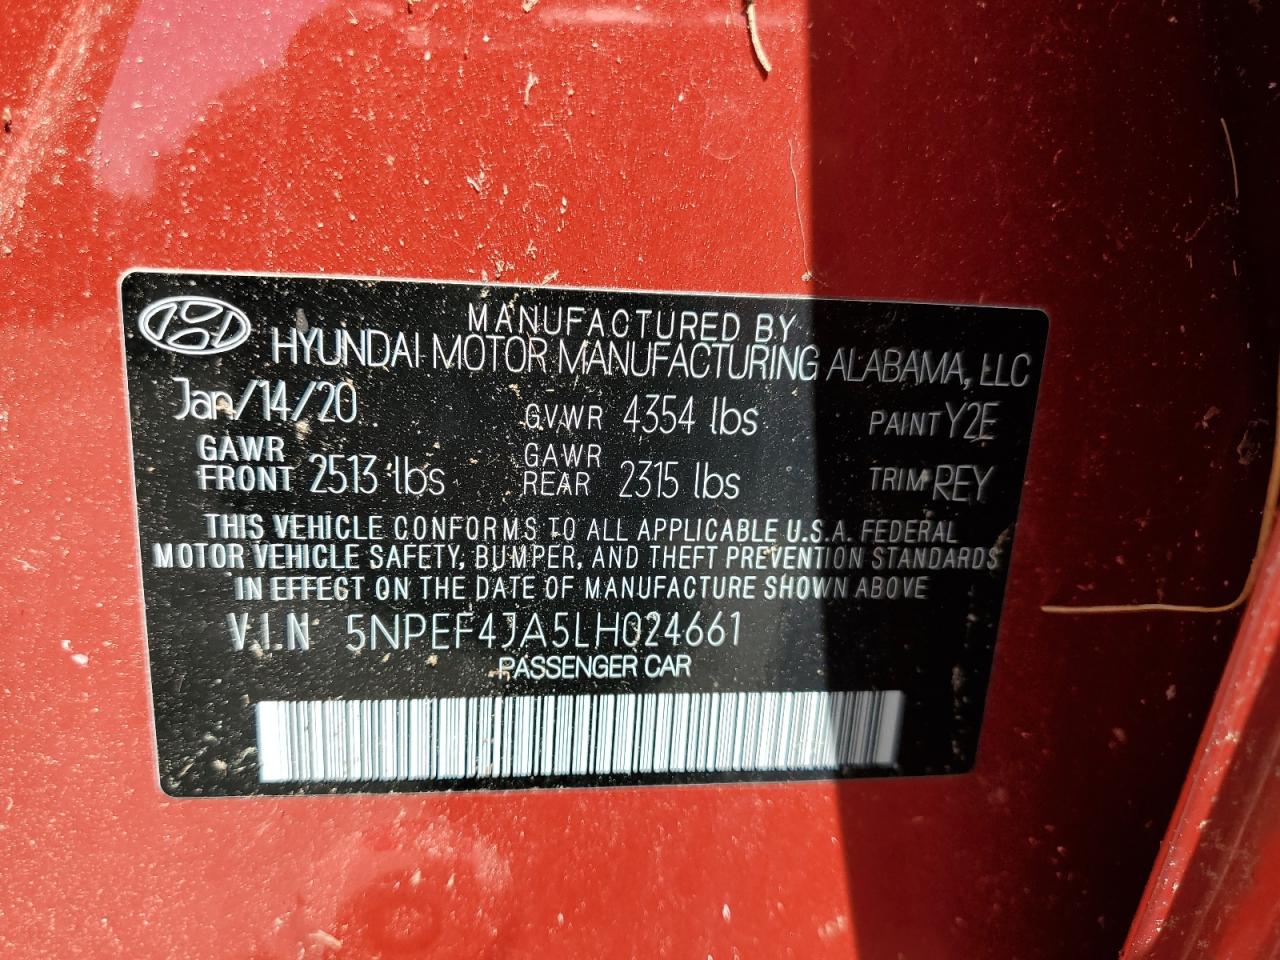 MANUFACTURED BY
HYUNDAI MOTOR MANUFACTURING ALABAMA, LLC
Jan/14/20 GVWR 4354 lbs PAINT Y2E
GAWR FRONT 2513 lbs GAWR REAR 2315 lbs TRIM REY
THIS VEHICLE CONFORMS TO ALL APPLICABLE U.S.A. FEDERAL
MOTOR VEHICLE SAFETY, BUMPER, AND THEFT PREVENTION STANDARDS
IN EFFECT ON THE DATE OF MANUFACTURE SHOWN ABOVE
V.I.N 5NPEF4JA5LH024661
PASSENGER CAR